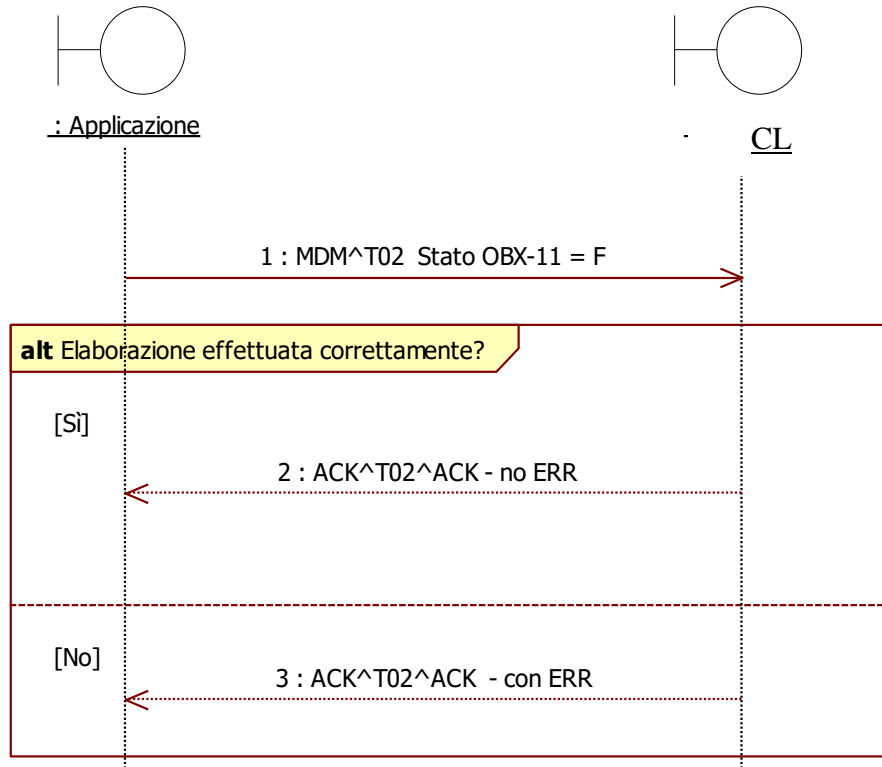 : Applicazione
- CL
1 : MDM^T02 Stato OBX-11 = F
alt Elaborazione effettuata correttamente?
[Sì]
2 : ACK^T02^ACK - no ERR
[No]
3 : ACK^T02^ACK - con ERR